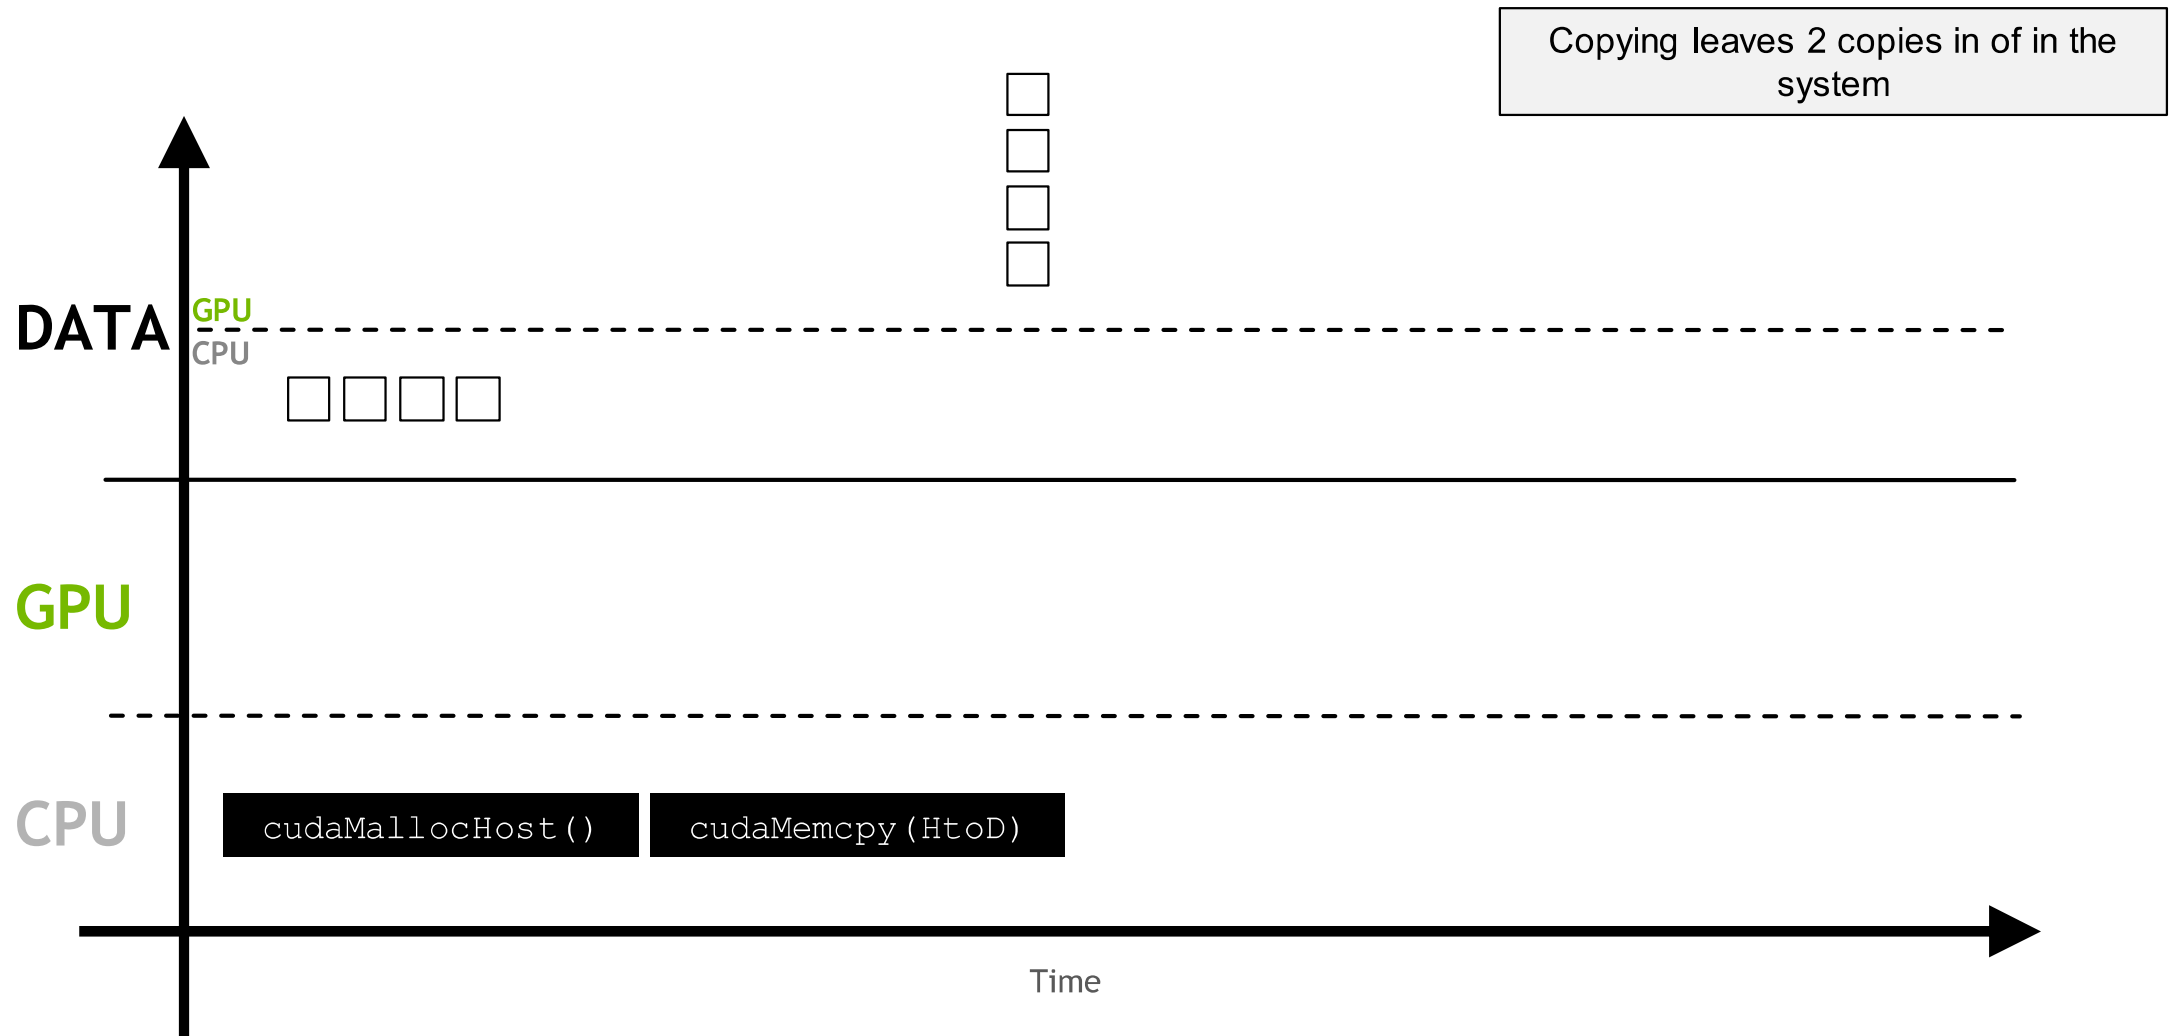 Copying leaves 2 copies in of in the
system
DATA
GPU
CPU
GPU
CPU
cudaMallocHost()
cudaMemcpy(HtoD)
Time